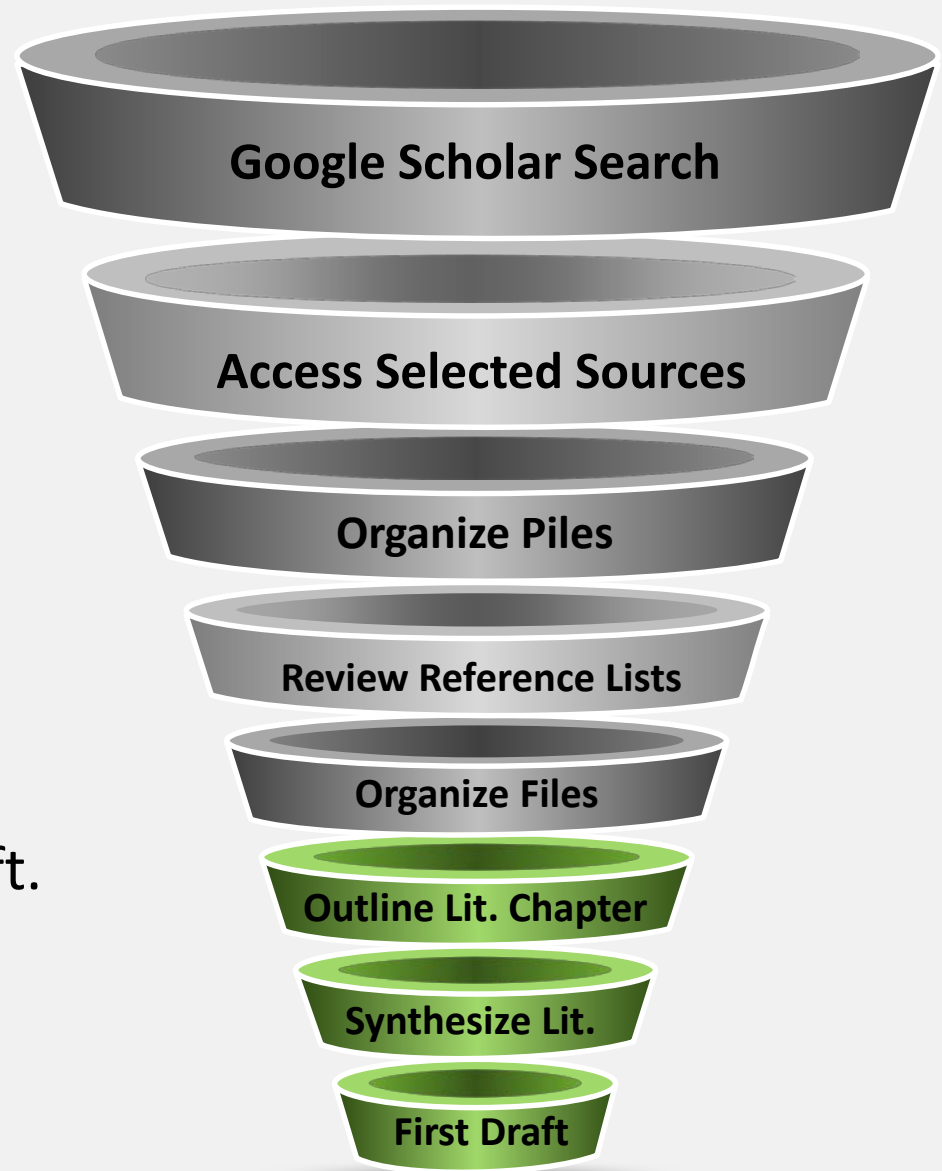 Google Scholar Search
Access Selected Sources
Organize Piles
Review Reference Lists
Organize Files
ft.
Outline Lit. Chapter
Synthesize Lit.
First Draft